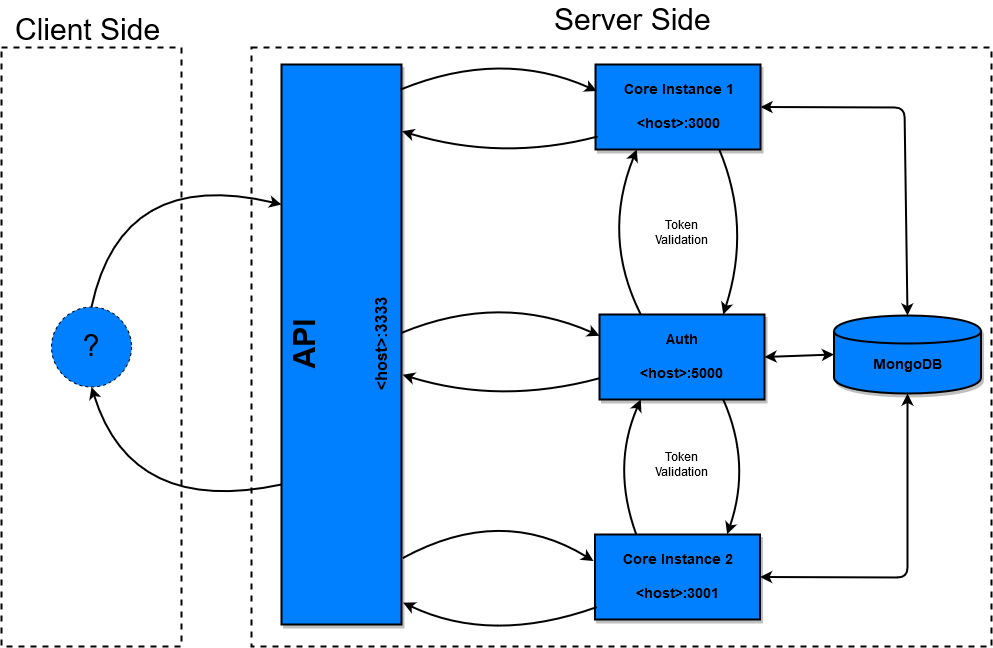 Client Side
Server Side
Core Instance 1
<host>:3000
Token
Validation
?
API
<host>:3333
Auth
<host>:5000
MongoDB
Token
Validation
Core Instance 2
<host>:3001